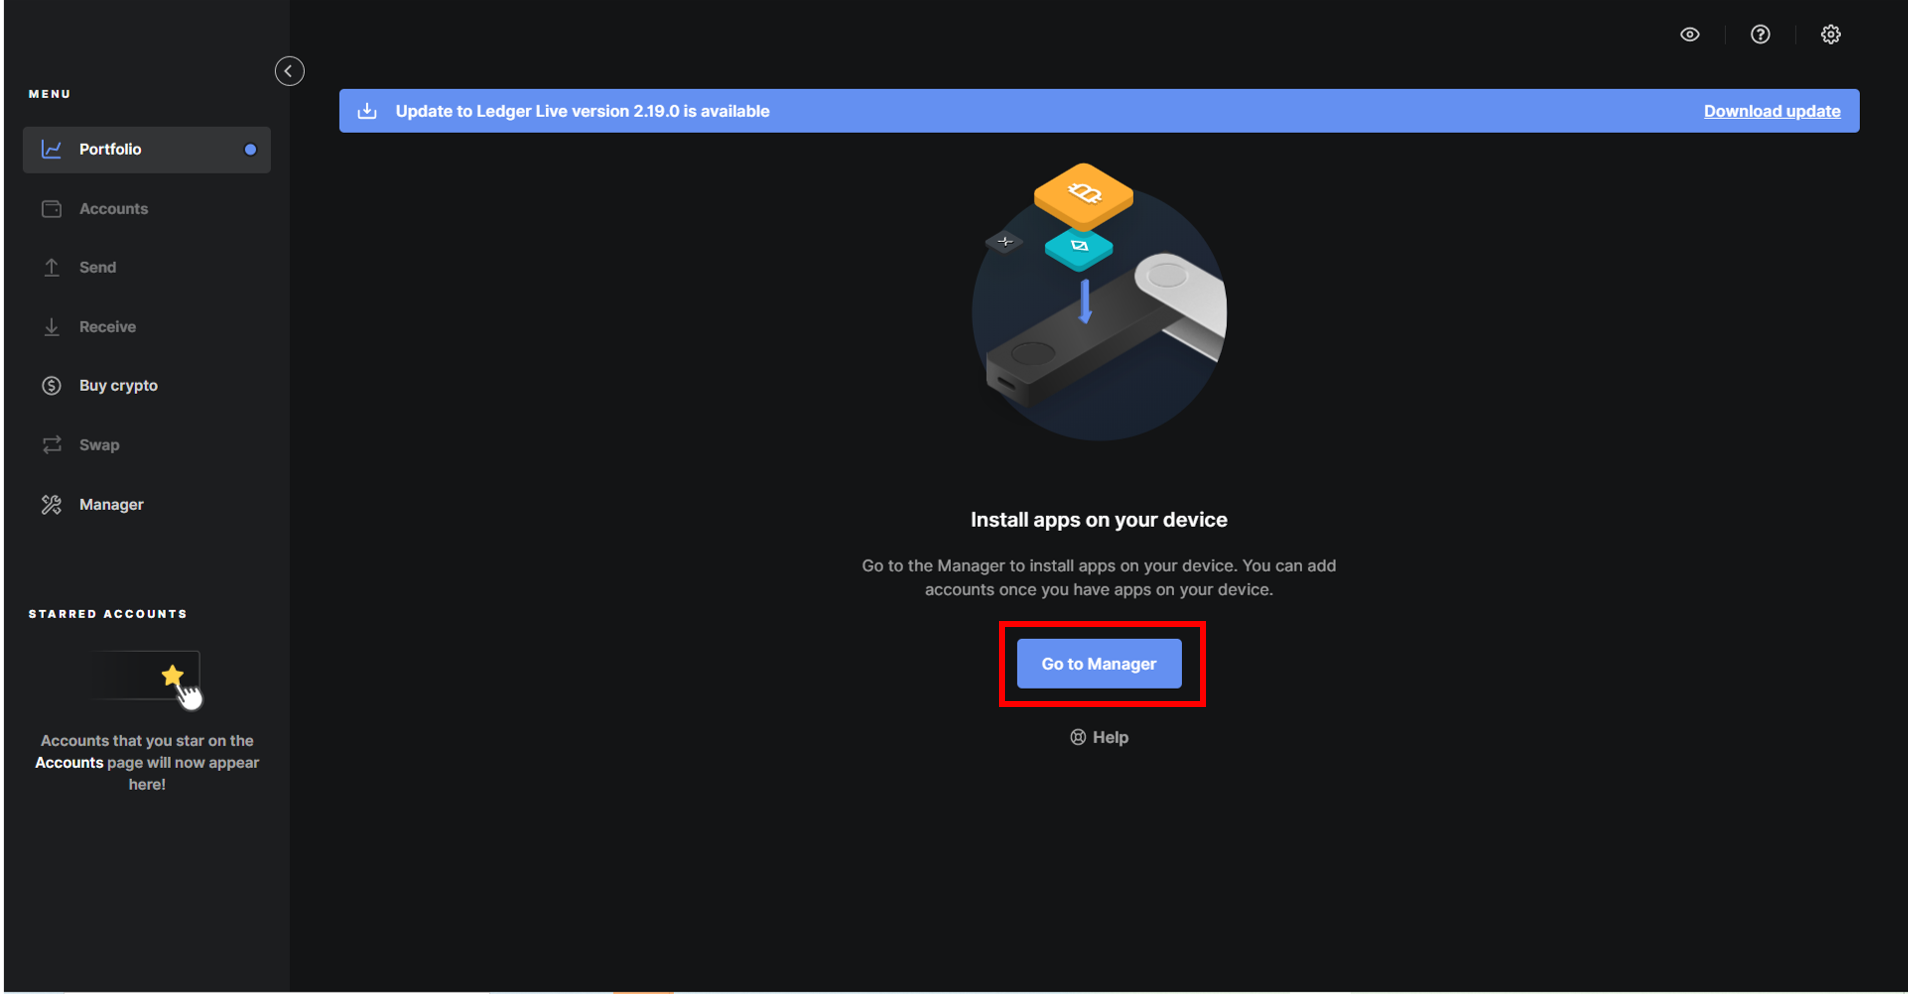 MENU
Portfolio
Accounts
Send
Receive
Buy crypto
Swap
Manager
STARRED ACCOUNTS
Accounts that you star on the
Accounts page will now appear
here!
Update to Ledger Live version 2.19.0 is available
Download update
Install apps on your device
Go to the Manager to install apps on your device. You can add
accounts once you have apps on your device.
Go to Manager
Help